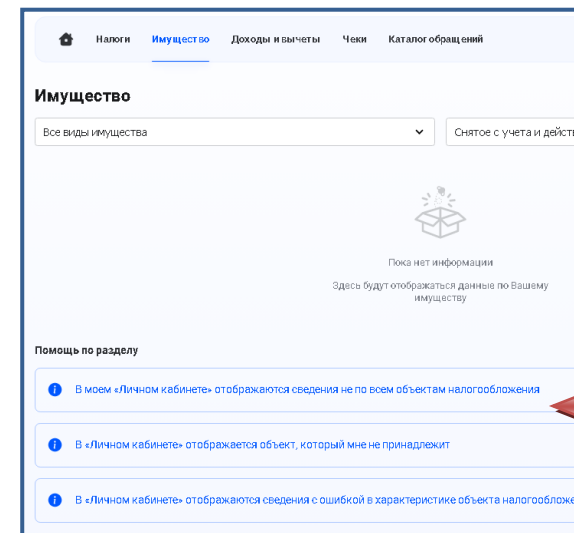 Налоги Имущество Доходы и вычеты Чеки Каталог обращений
Имущество
Все виды имущества Снятое с учета и
Пока нет информации
Здесь будут отображаться данные по Вашему
имуществу
Помощь по разделу
В моем «Личном кабинете» отображаются сведения не по всем объектам налогообложения
В «Личном кабинете» отображается объект, который мне не принадлежит
В «Личном кабинете» отображаются сведения с ошибкой в характеристике объекта